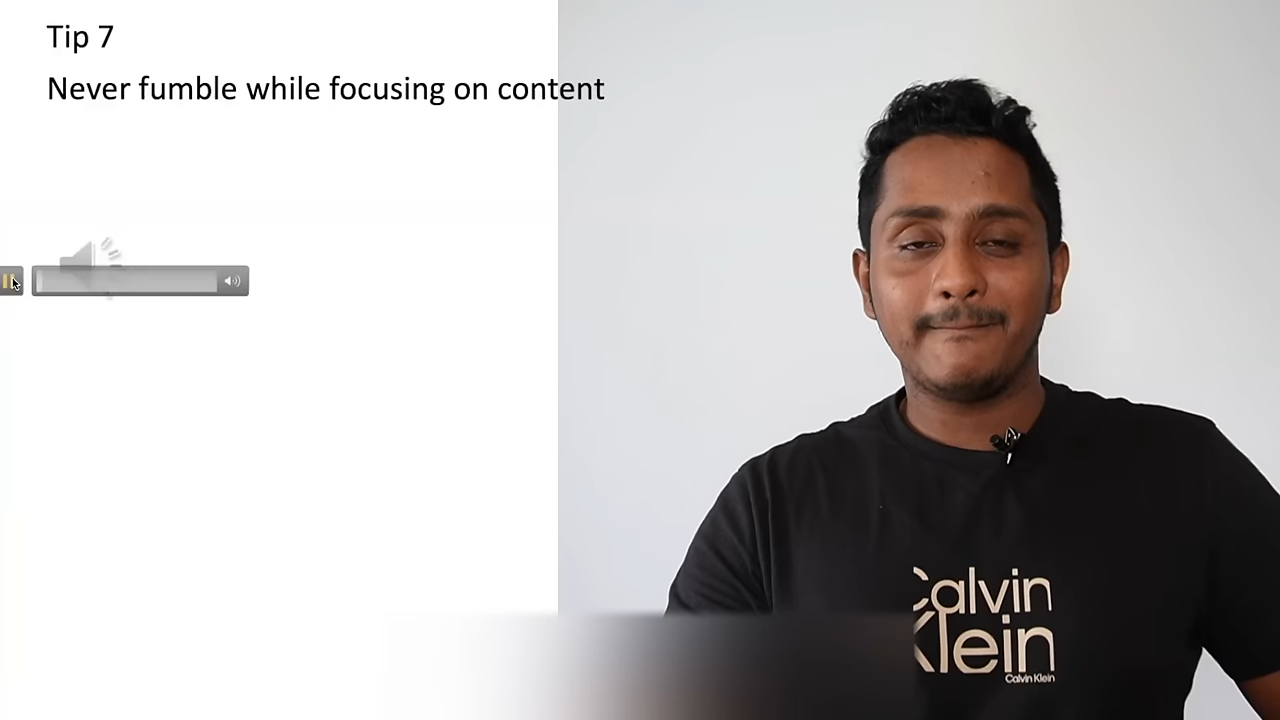 Tip 7
Never fumble while focusing on content
Calvin
Klein
Calvin Klein